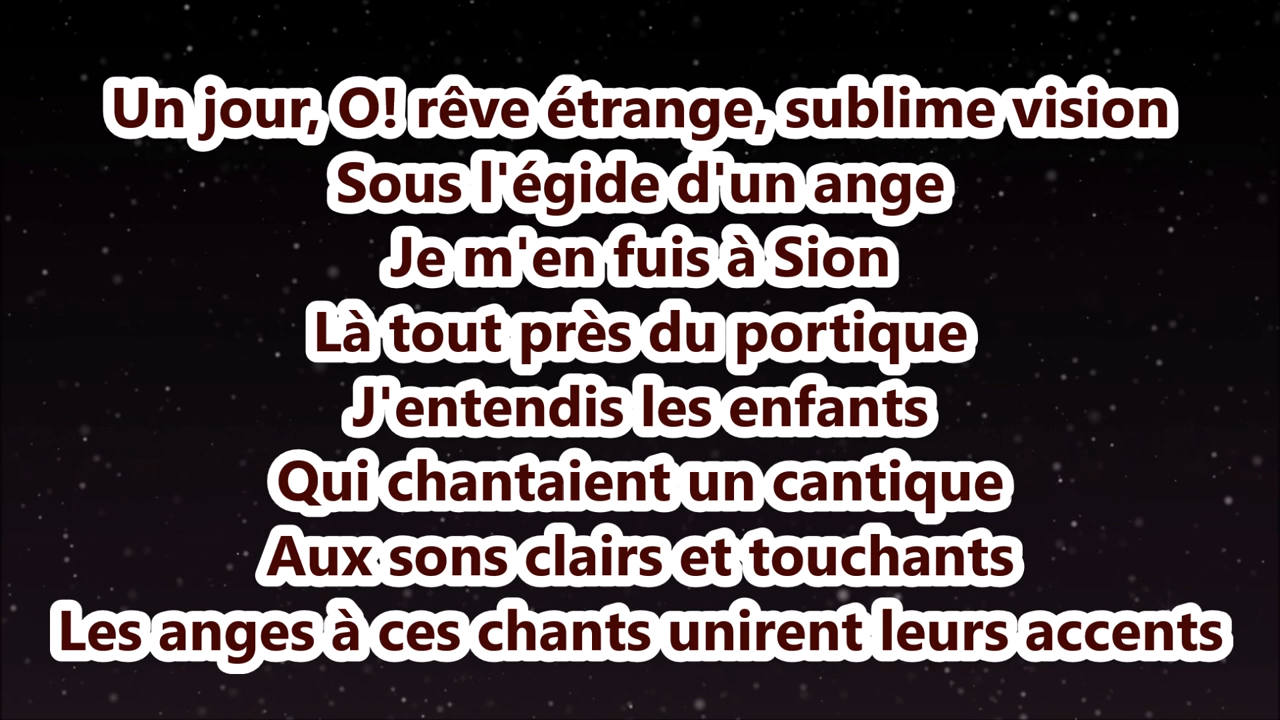 Un jour, O! rêve étrange, sublime vision
Sous l'égide d'un ange
Je m'en fuis à Sion
Là tout près du portique
J'entendis les enfants
Qui chantaient un cantique
Aux sons clairs et touchants
Les anges à ces chants unirent leurs accents